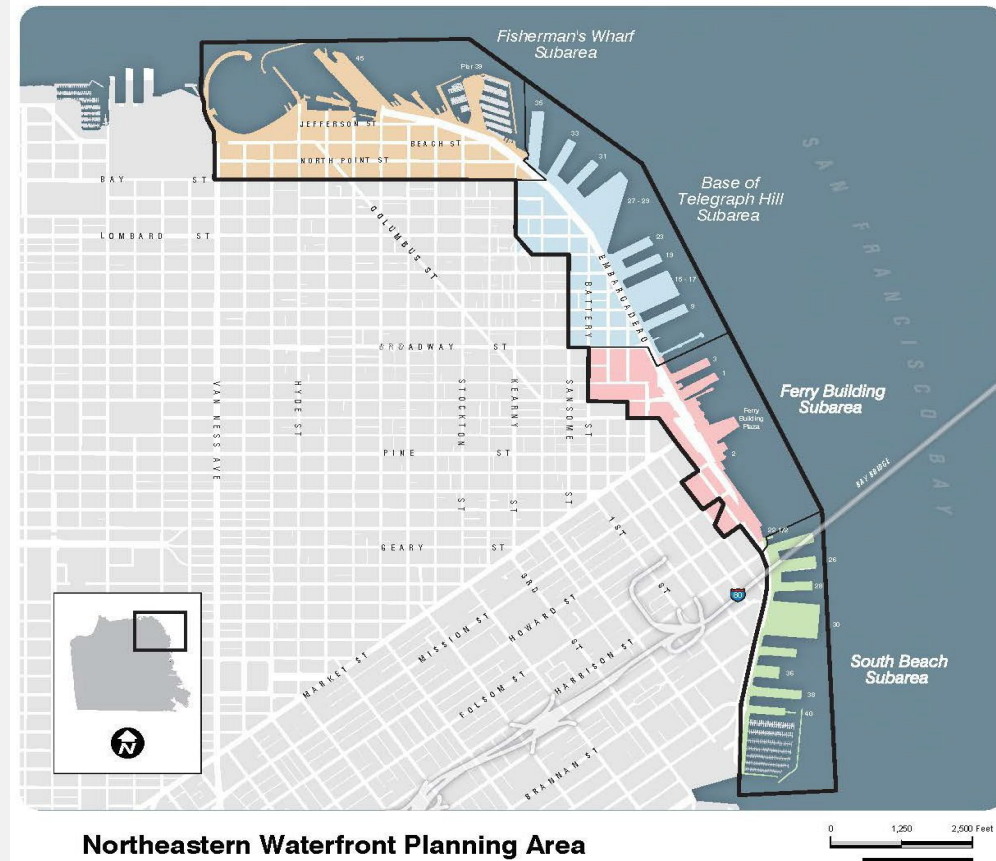 Fisherman's Wharf
Subarea
45
Pier 39
35
JEFFERSON ST
BEACH ST
33
NORTH POINT ST
31
BAY ST
Base of
Telegraph Hill
Subarea
27 - 29
SAN FRANCISCO BAY
COLUMBUS ST
LOMBARD ST
23
19
EMBARCADERO
15 - 17
BATTERY
9
BROADWAY ST
3
1
VAN NESS AVE
HYDE ST
STOCKTON ST
KEARNY ST
SANSOME ST
ST
Ferry Building
Subarea
Ferry
Building
Plaza
2
PINE ST
BAY BRIDGE
22 1/2
GEARY ST
1ST ST
26
3RD ST
28
80
HOWARD ST
MISSION ST
30
HARRISON ST
FOLSOM ST
MARKET ST
South Beach
Subarea
36
38
40
BRANNAN ST
N
Northeastern Waterfront Planning Area
0 1,250 2,500 Feet